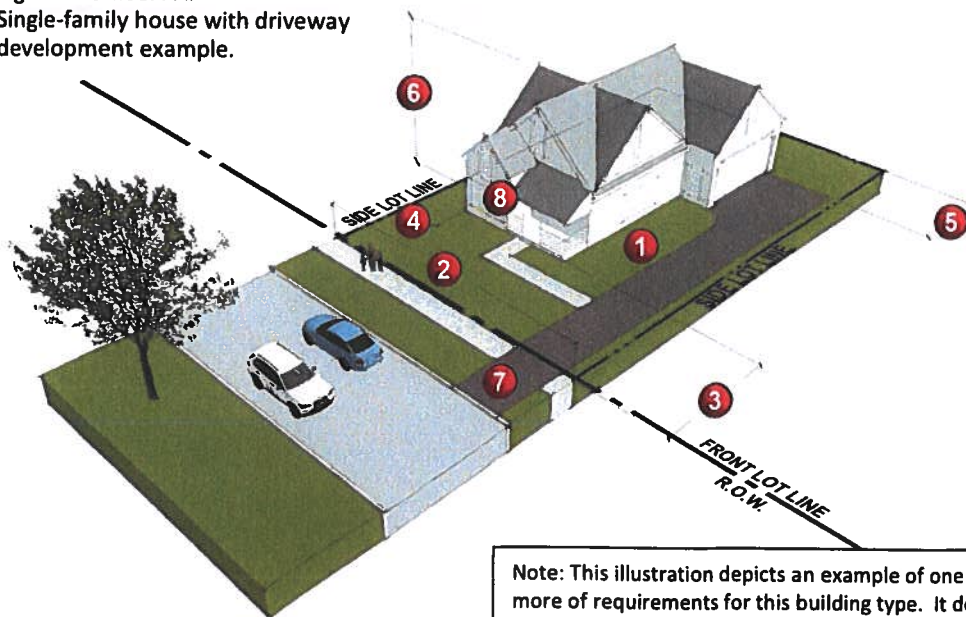 Single-family house with driveway
development example.
6
SIDE LOT LINE
8
4
5
1
2
SIDE LOT LINE
7
3
FRONT LOT LINE
R.O.W.
Note: This illustration depicts an example of one
more of requirements for this building type. It